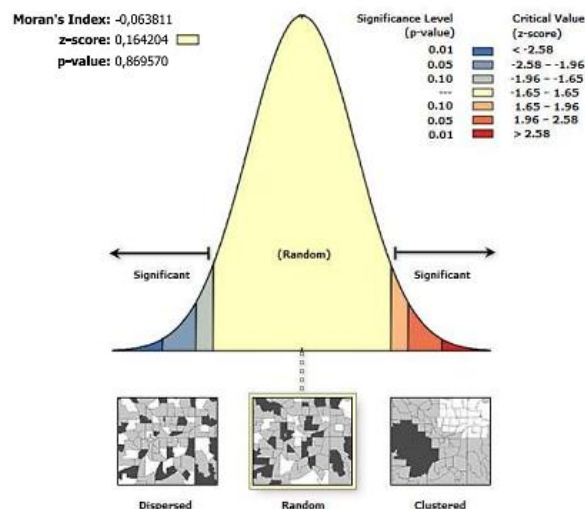 Moran's Index: -0,063811
z-score: 0,164204
p-value: 0,869570
Significance Level (p-value)
Critical Value (z-score)
0.01 < -2.58
0.05 -2.58 – -1.96
0.10 -1.96 – -1.65
--- -1.65 – 1.65
0.10 1.65 – 1.96
0.05 1.96 – 2.58
0.01 > 2.58
(Random)
Significant
Significant
Dispersed
Random
Clustered